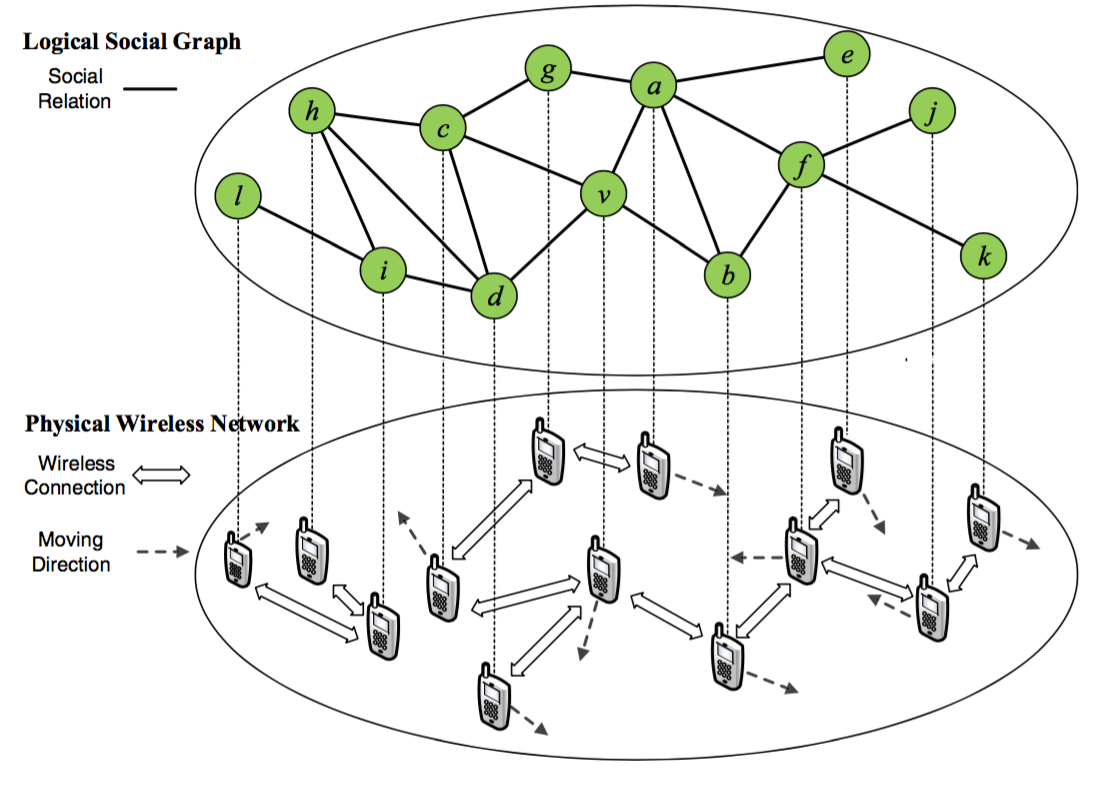 Logical Social Graph
Social
Relation
g
a
e
h
c
j
f
l
v
i
d
b
k
Physical Wireless Network
Wireless
Connection
Moving
Direction